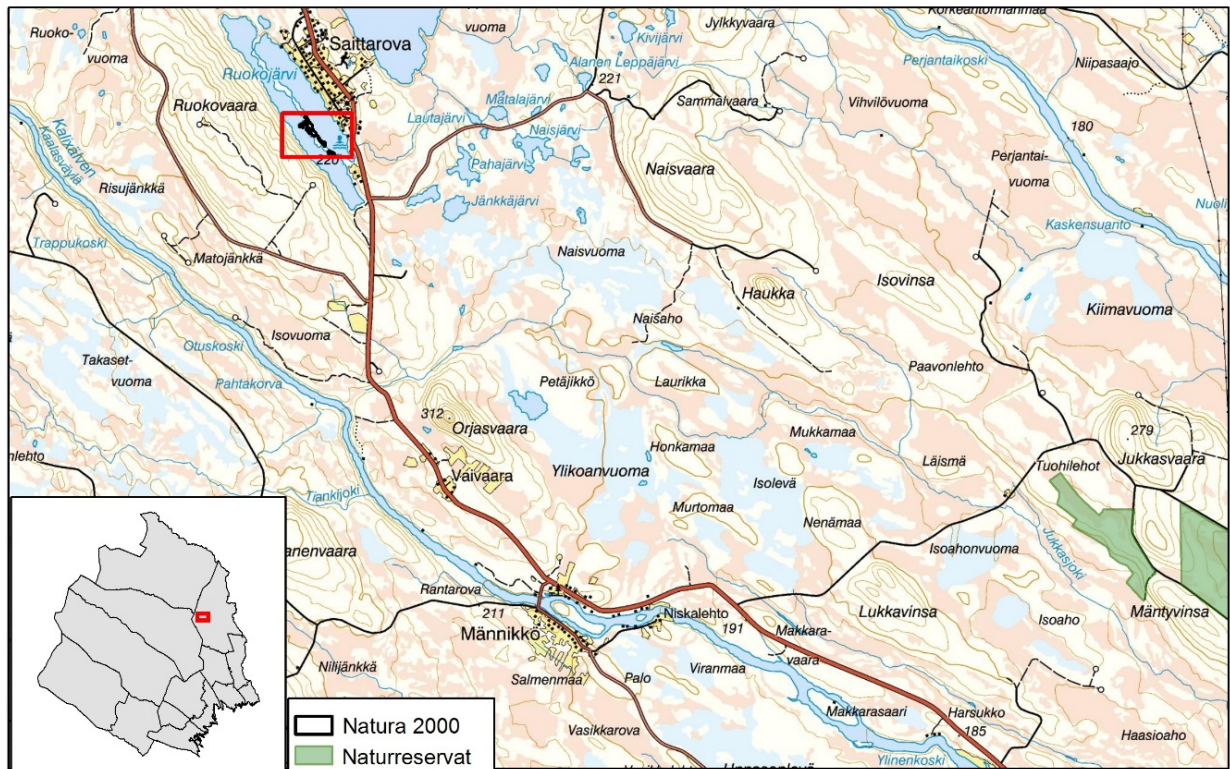 Ruoko-
vuoma
Saittarova
vuoma
Kivijärvi
Jylkkyvaara
Niipasaajo
Perjantaikoski
Ruokojärvi
Alanen Leppäjärvi
221
Ruokovaara
Matalajärvi
Sammalvaara
Vihvilövuoma
Lautajärvi
Naisjärvi
180
Kalixälven
Kaalasväylä
220
Pahajärvi
Naisvaara
Perjantai-
vuoma
Risujänkkä
Jänkkäjärvi
Nuoli
Kaskensuanto
Trappukoski
Matojänkkä
Naisvuoma
Haukka
Isovinsa
Kiimavuoma
Isovuoma
Naisaho
Otuskoski
Takaset-
vuoma
Pahtakorva
Petäjikkö
Laurikka
Paavonlehto
312
Orjasvaara
Mukkamaa
279
Honkamaa
Jukkasvaara
nlehto
Vaivaara
Ylikoanvuoma
Läismä
Tuohilehot
Isolevä
Tiankijoki
Murtomaa
Nenämaa
Jukkasjoki
anenvaara
Isoahonvuoma
Rantarova
211
Niskalehto
Lukkavinsa
Mäntyvinsa
Männikkö
191
Isoaho
Makkara-
vaara
Nilijänkkä
Viranmaa
Salmenmaa
Palo
Makkarasaari
Harsukko
Vasikkarova
185
Haasioaho
Ylinenkoski
Natura 2000
Naturreservat